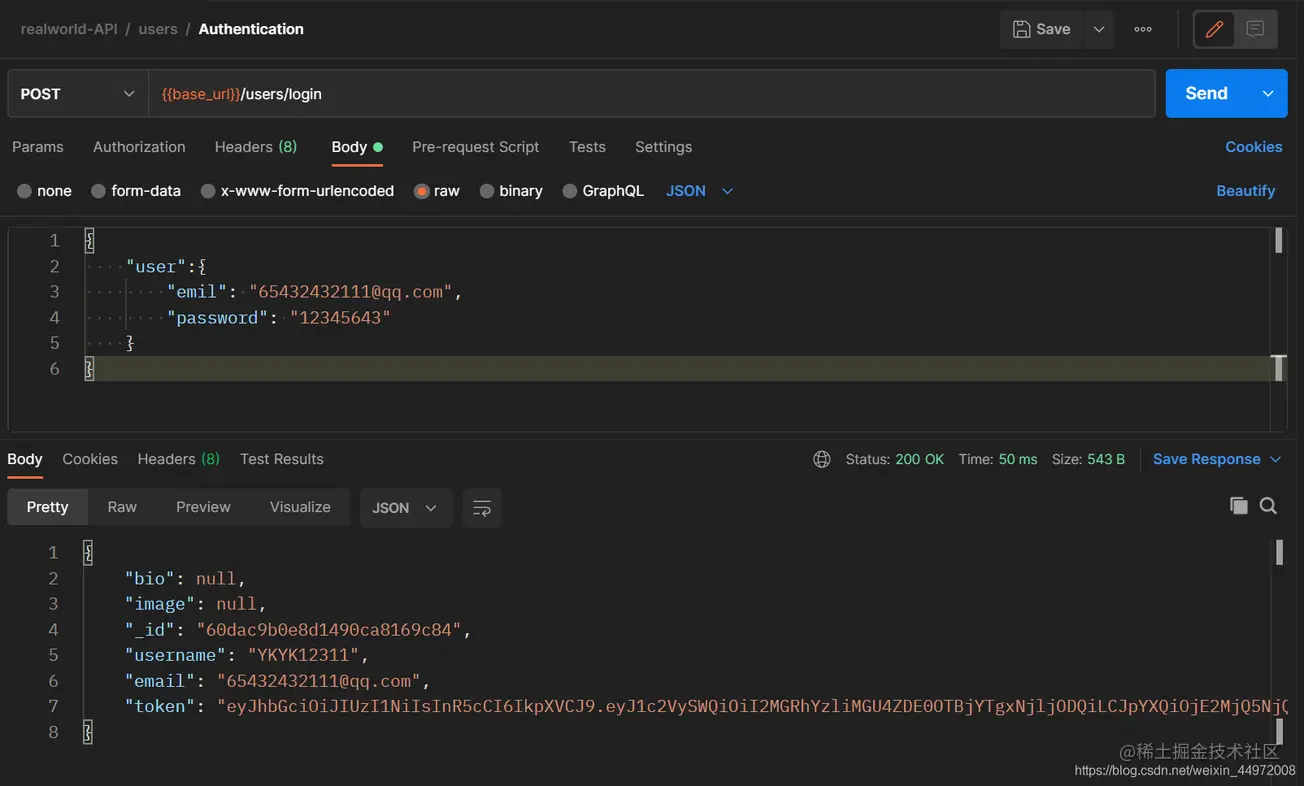 realworld-API / users / Authentication
Save
POST {{base_url}}/users/login Send
Params Authorization Headers (8) Body Pre-request Script Tests Settings Cookies
none form-data x-www-form-urlencoded raw binary GraphQL JSON Beautify
1 {
2 "user":{
3 "emil": "65432432111@qq.com",
4 "password": "12345643"
5 }
6 }
Body Cookies Headers (8) Test Results Status: 200 OK Time: 50 ms Size: 543 B Save Response
Pretty Raw Preview Visualize JSON
1 {
2 "bio": null,
3 "image": null,
4 "_id": "60dac9b0e8d1490ca8169c84",
5 "username": "YKYK12311",
6 "email": "65432432111@qq.com",
7 "token": "eyJhbGciOiJIUzI1NiIsInR5cCI6IkpXVCJ9.eyJ1c2VySWQiOiI2MGRhYzliMGU4ZDE0OTBjYTgxNjljODQiLCJpYXQiOjE2MjQ5NjQ
8 }
@稀土掘金技术社区
https://blog.csdn.net/weixin_44972008